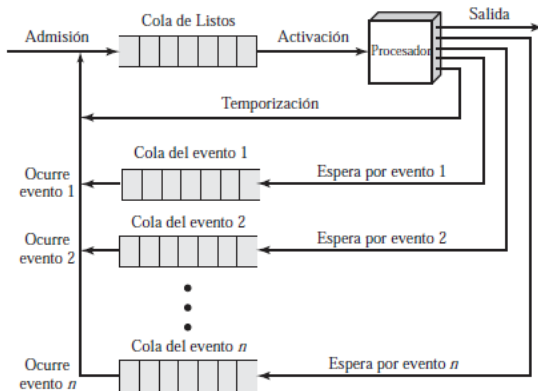 Cola de Listos
Salida
Admisión
Activación
Procesador
Temporización
Cola del evento 1
Ocurre
evento 1
Espera por evento 1
Cola del evento 2
Ocurre
evento 2
Espera por evento 2
Cola del evento n
Ocurre
evento n
Espera por evento n